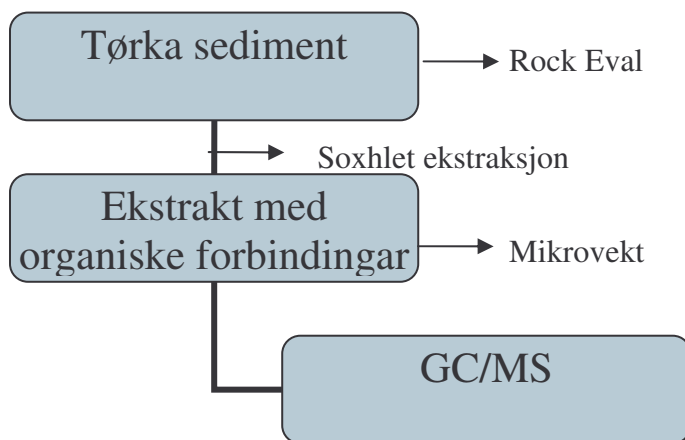 Tørka sediment
Rock Eval
Soxhlet ekstraksjon
Ekstrakt med
organiske forbindingar
Mikrovekt
GC/MS